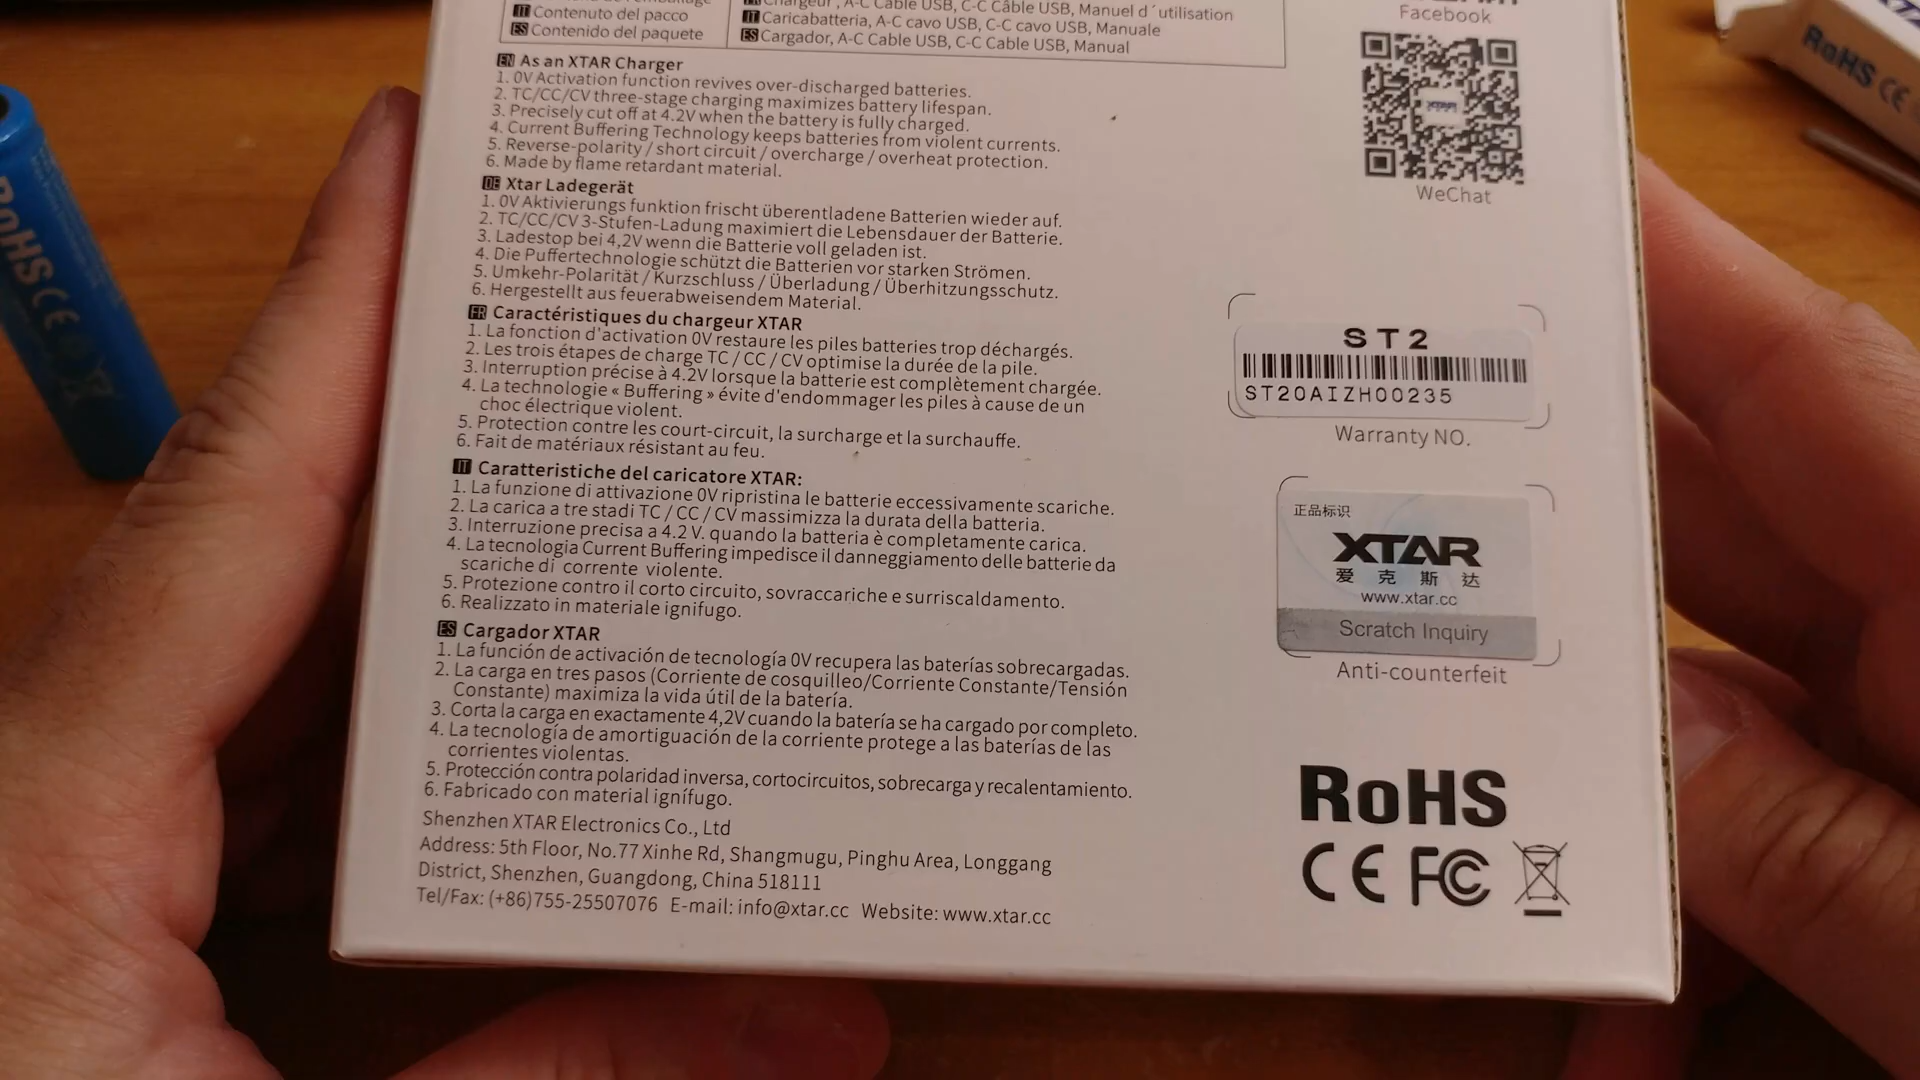 IT Contenuto del pacco
ES Contenido del paquete
A-C Cable USB, C-C Câble USB, Manuel d´utilisation
IT Caricabatteria, A-C cavo USB, C-C cavo USB, Manuale
ES Cargador, A-C Cable USB, C-C Cable USB, Manual
EN As an XTAR Charger
1. 0V Activation function revives over-discharged batteries.
2. TC/CC/CV three-stage charging maximizes battery lifespan.
3. Precisely cut off at 4.2V when the battery is fully charged.
4. Current Buffering Technology keeps batteries from violent currents.
5. Reverse-polarity / short circuit / overcharge / overheat protection.
6. Made by flame retardant material.
DE Xtar Ladegerät
1. 0V Aktivierungs funktion frischt überentladene Batterien wieder auf.
2. TC/CC/CV 3-Stufen-Ladung maximiert die Lebensdauer der Batterie.
3. Ladestop bei 4,2V wenn die Batterie voll geladen ist.
4. Die Puffertechnologie schützt die Batterien vor starken Strömen.
5. Umkehr-Polarität / Kurzschluss / Überladung / Überhitzungsschutz.
6. Hergestellt aus feuerabweisendem Material.
FR Caractéristiques du chargeur XTAR
1. La fonction d'activation 0V restaure les piles batteries trop déchargés.
2. Les trois étapes de charge TC / CC / CV optimise la durée de la pile.
3. Interruption précise à 4.2V lorsque la batterie est complètement chargée.
4. La technologie « Buffering » évite d'endommager les piles à cause de un
choc électrique violent.
5. Protection contre les court-circuit, la surcharge et la surchauffe.
6. Fait de matériaux résistant au feu.
IT Caratteristiche del caricatore XTAR:
1. La funzione di attivazione 0V ripristina le batterie eccessivamente scariche.
2. La carica a tre stadi TC / CC / CV massimizza la durata della batteria.
3. Interruzione precisa a 4.2 V. quando la batteria è completamente carica.
4. La tecnologia Current Buffering impedisce il danneggiamento delle batterie da
scariche di corrente violente.
5. Protezione contro il corto circuito, sovraccariche e surriscaldamento.
6. Realizzato in materiale ignifugo.
ES Cargador XTAR
1. La función de activación de tecnología 0V recupera las baterías sobrecargadas.
2. La carga en tres pasos (Corriente de cosquilleo/Corriente Constante/Tensión
Constante) maximiza la vida útil de la batería.
3. Corta la carga en exactamente 4,2V cuando la batería se ha cargado por completo.
4. La tecnología de amortiguación de la corriente protege a las baterías de las
corrientes violentas.
5. Protección contra polaridad inversa, cortocircuitos, sobrecarga y recalentamiento.
6. Fabricado con material ignífugo.
Shenzhen XTAR Electronics Co., Ltd
Address: 5th Floor, No.77 Xinhe Rd, Shangmugu, Pinghu Area, Longgang
District, Shenzhen, Guangdong, China 518111
Tel/Fax: (+86)755-25507076 E-mail: info@xtar.cc Website: www.xtar.cc
Facebook
XTAR
WeChat
ST2
ST20AIZH00235
Warranty NO.
正品标识
XTAR
爱克斯达
www.xtar.cc
Scratch Inquiry
Anti-counterfeit
RoHS
CE FC
RoHS CE
RoHS CE